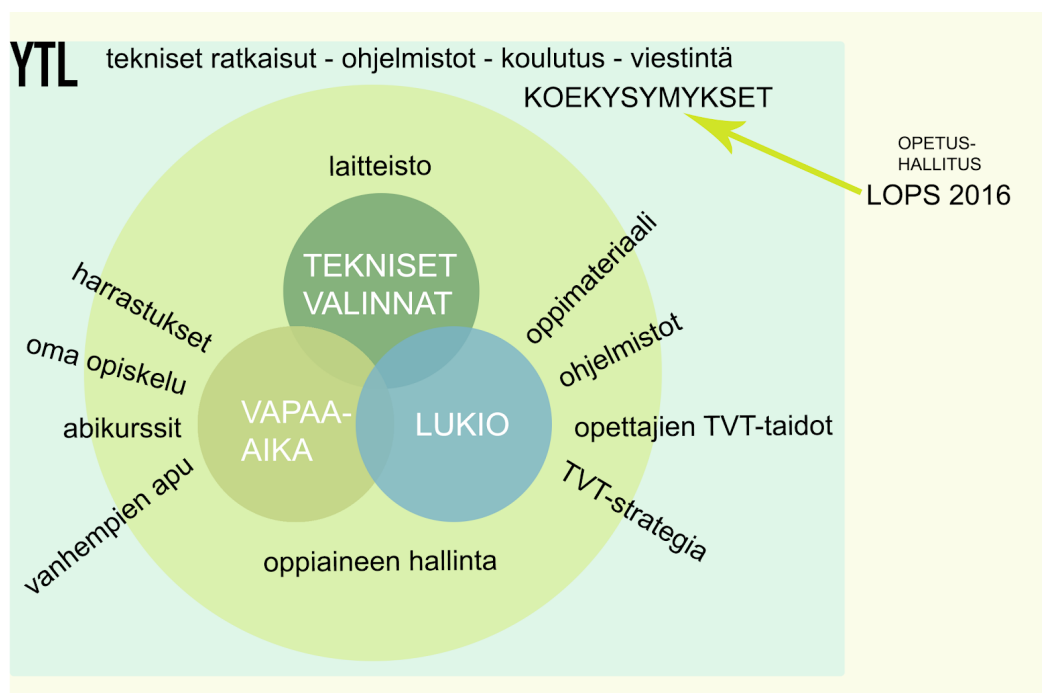 YTL
tekniset ratkaisut - ohjelmistot - koulutus - viestintä
KOEKYSYMYKSET
OPETUS-
HALLITUS
LOPS 2016
laitteisto
TEKNISET
VALINNAT
harrastukset
oma opiskelu
abikurssit
vanhempien apu
VAPAA-
AIKA
LUKIO
oppimateriaali
ohjelmistot
opettajien TVT-taidot
TVT-strategia
oppiaineen hallinta